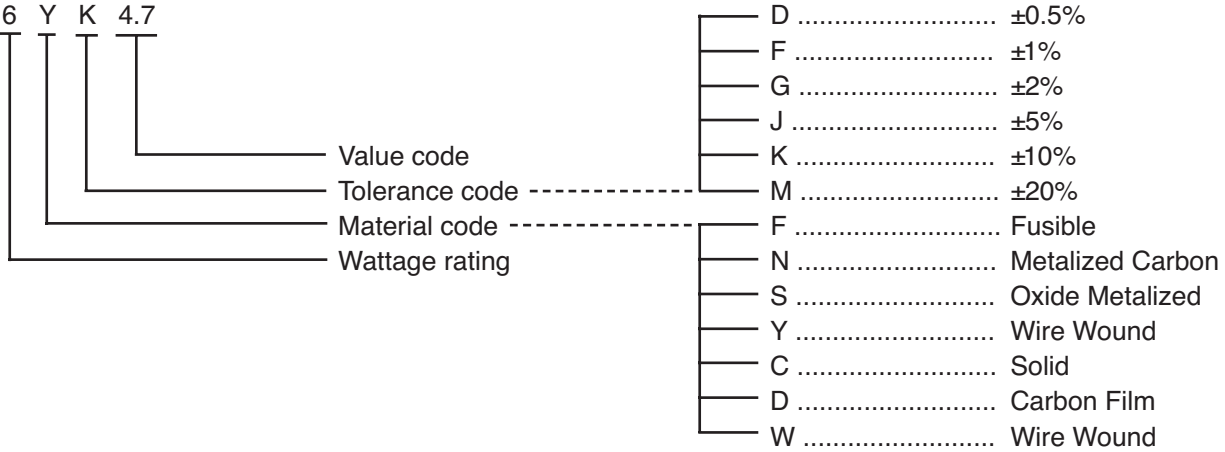 6 Y K 4.7
Value code
Tolerance code
Material code
Wattage rating
D ........................... ±0.5%
F ........................... ±1%
G ........................... ±2%
J ............................ ±5%
K ........................... ±10%
M ........................... ±20%
F ............................ Fusible
N ........................... Metalized Carbon
S ........................... Oxide Metalized
Y ........................... Wire Wound
C ........................... Solid
D ........................... Carbon Film
W .......................... Wire Wound